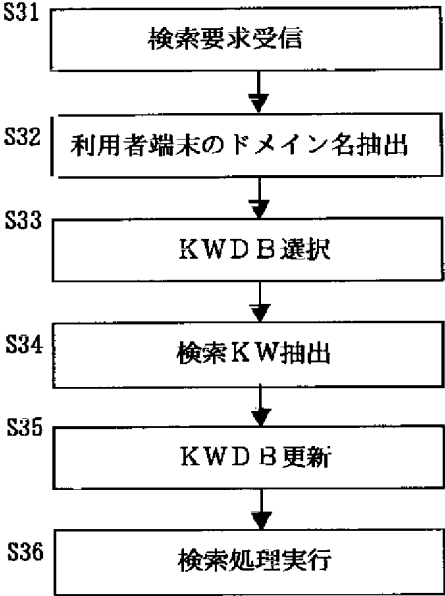 S31
検索要求受信
S32
利用者端末のドメイン名抽出
S33
KWDB選択
S34
検索KW抽出
S35
KWDB更新
S36
検索処理実行